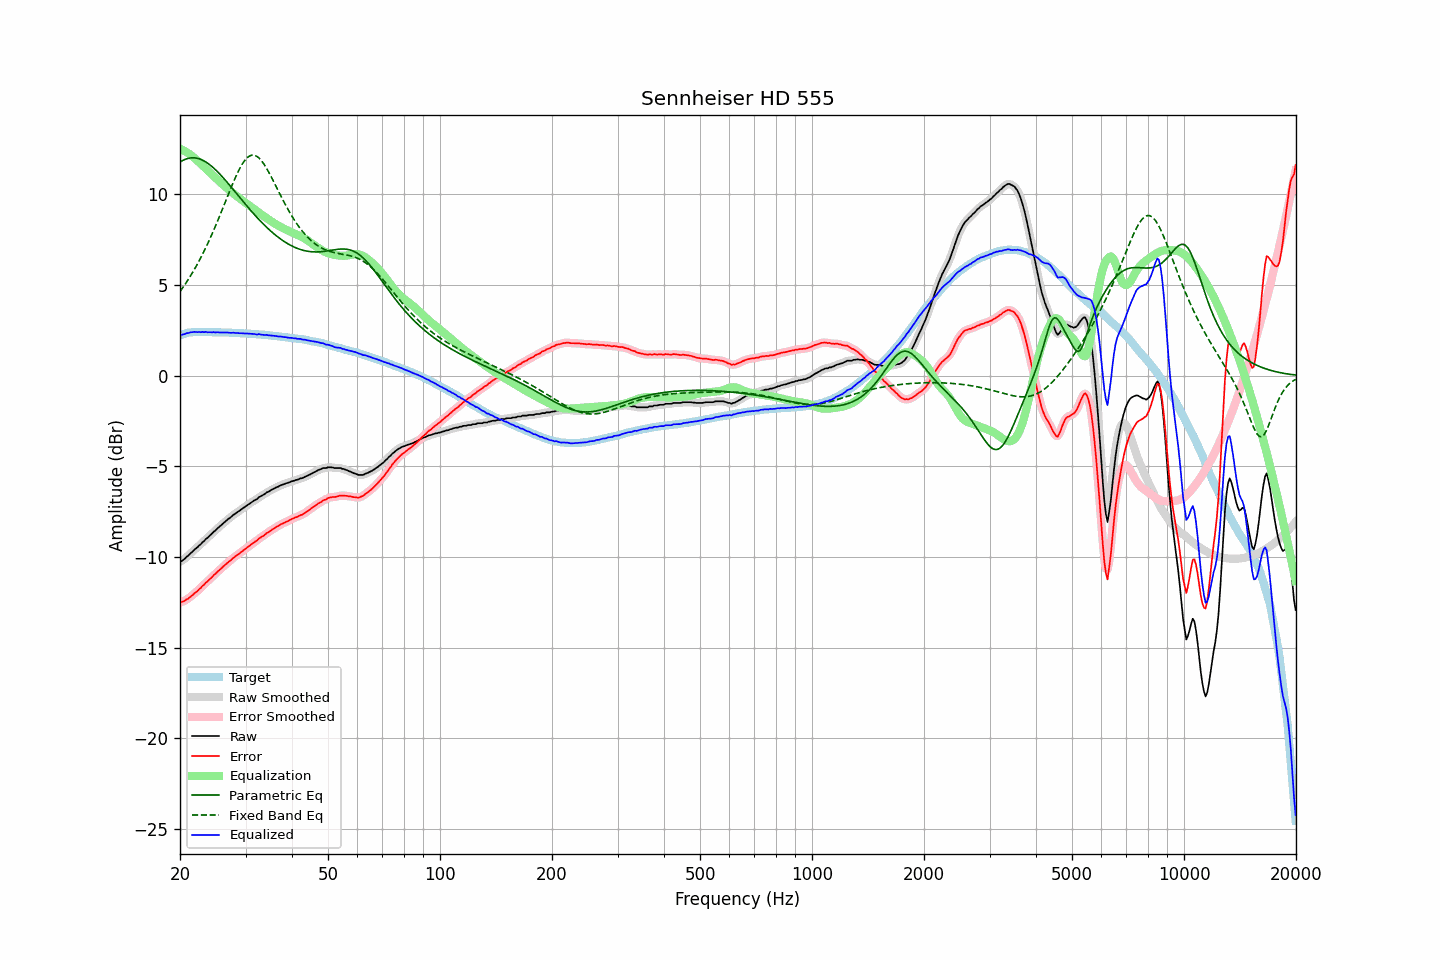 Sennheiser HD 555
Amplitude (dBr)
10
5
0
−5
−10
−15
−20
−25
Target
Raw Smoothed
Error Smoothed
Raw
Error
Equalization
Parametric Eq
Fixed Band Eq
Equalized
20 50 100 200 500 1000 2000 5000 10000 20000
Frequency (Hz)